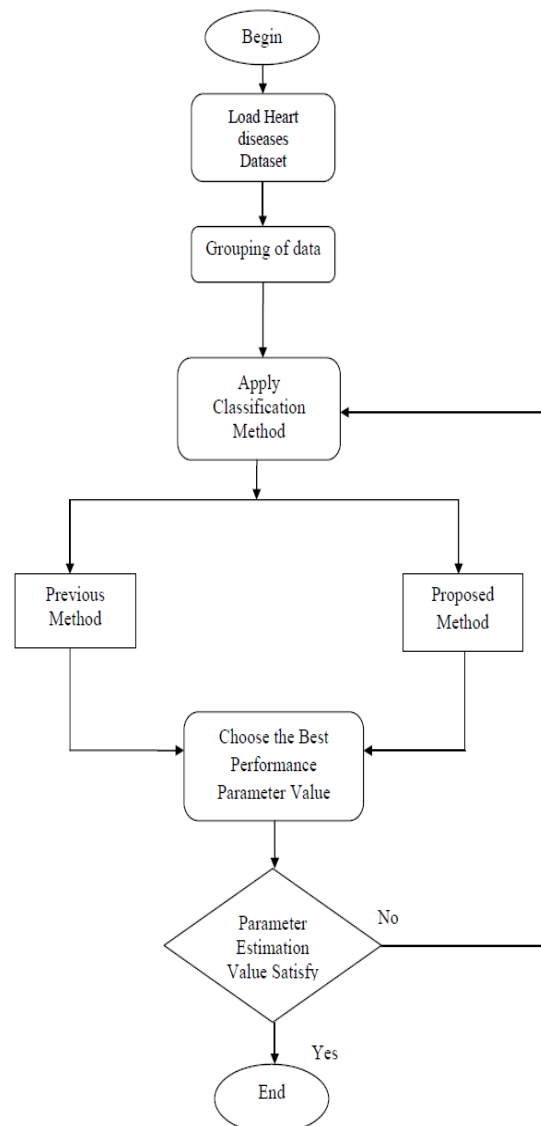 Begin
Load Heart
diseases
Dataset
Grouping of data
Apply
Classification
Method
Previous
Method
Proposed
Method
Choose the Best
Performance
Parameter Value
Parameter
Estimation
Value Satisfy
No
Yes
End